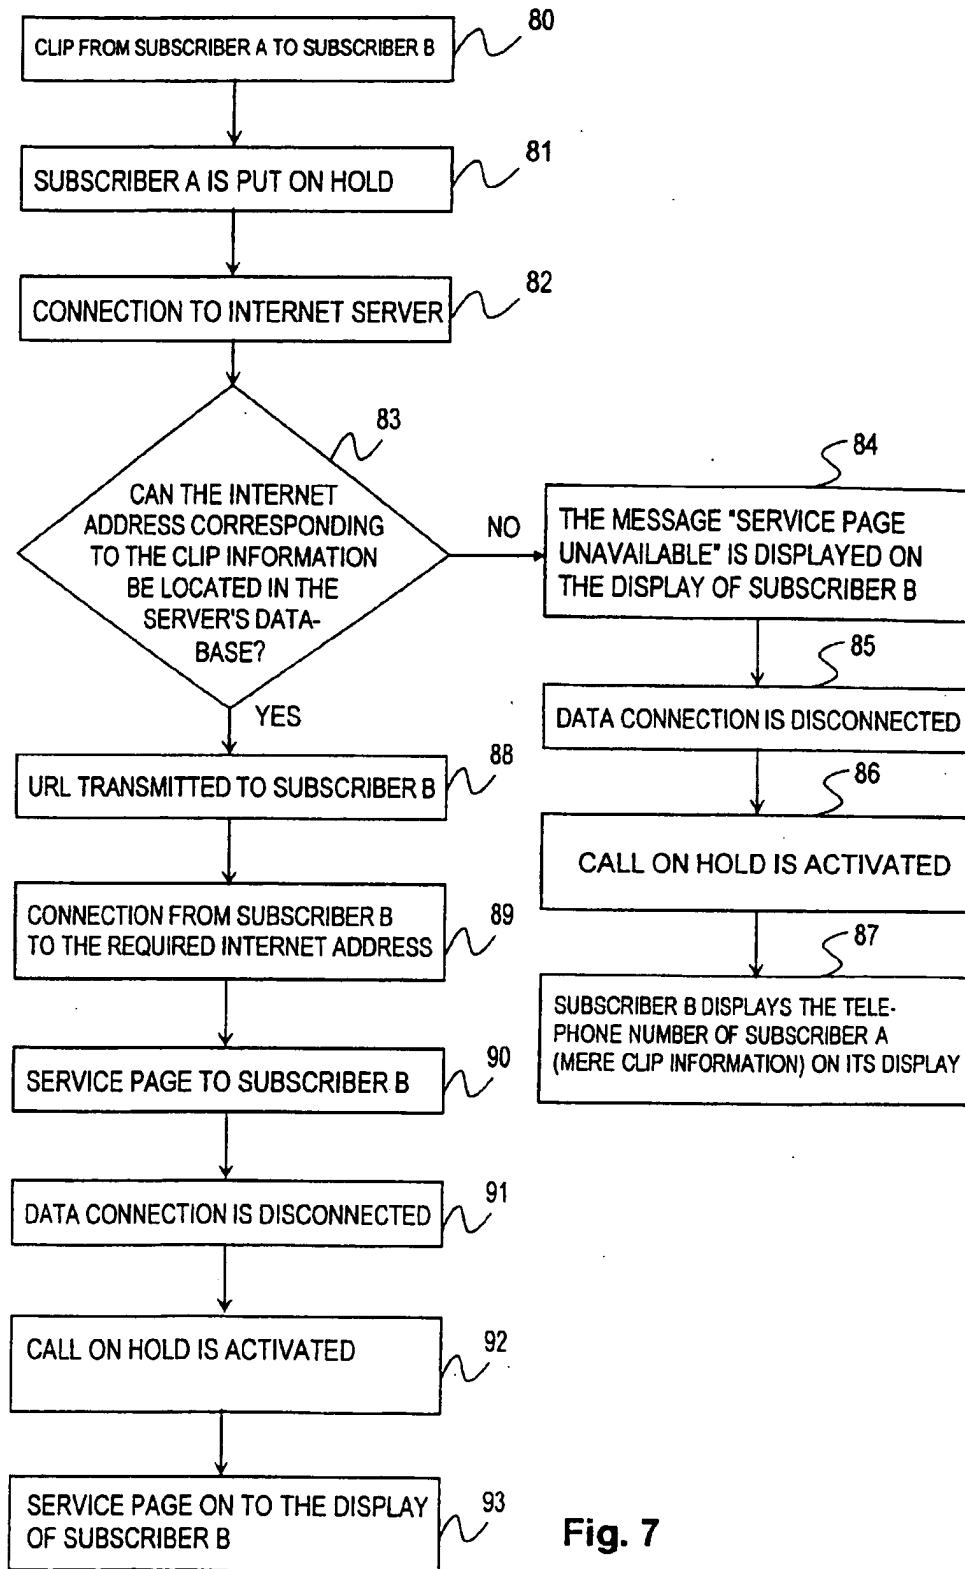 80
CLIP FROM SUBSCRIBER A TO SUBSCRIBER B
81
SUBSCRIBER A IS PUT ON HOLD
82
CONNECTION TO INTERNET SERVER
83
CAN THE INTERNET
ADDRESS CORRESPONDING
TO THE CLIP INFORMATION
BE LOCATED IN THE
SERVER'S DATA-
BASE?
NO
YES
84
THE MESSAGE "SERVICE PAGE
UNAVAILABLE" IS DISPLAYED ON
THE DISPLAY OF SUBSCRIBER B
85
DATA CONNECTION IS DISCONNECTED
86
CALL ON HOLD IS ACTIVATED
87
SUBSCRIBER B DISPLAYS THE TELE-
PHONE NUMBER OF SUBSCRIBER A
(MERE CLIP INFORMATION) ON ITS DISPLAY
88
URL TRANSMITTED TO SUBSCRIBER B
89
CONNECTION FROM SUBSCRIBER B
TO THE REQUIRED INTERNET ADDRESS
90
SERVICE PAGE TO SUBSCRIBER B
91
DATA CONNECTION IS DISCONNECTED
92
CALL ON HOLD IS ACTIVATED
93
SERVICE PAGE ON TO THE DISPLAY
OF SUBSCRIBER B
Fig. 7